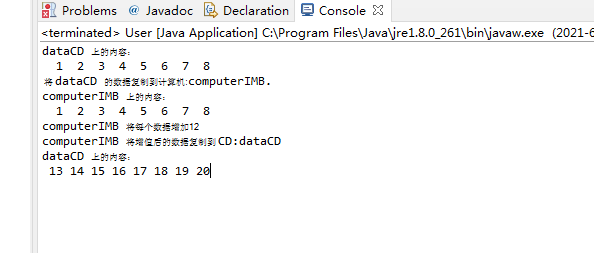 Problems @ Javadoc Declaration Console
<terminated> User [Java Application] C:\Program Files\Java\jre1.8.0_261\bin\javaw.exe (2021-6
dataCD 上的内容:
1 2 3 4 5 6 7 8
将dataCD 的数据复制到计算机:computerIMB.
computerIMB 上的内容:
1 2 3 4 5 6 7 8
computerIMB 将每个数据增加12
computerIMB 将增值后的数据复制到CD:dataCD
dataCD 上的内容:
13 14 15 16 17 18 19 20